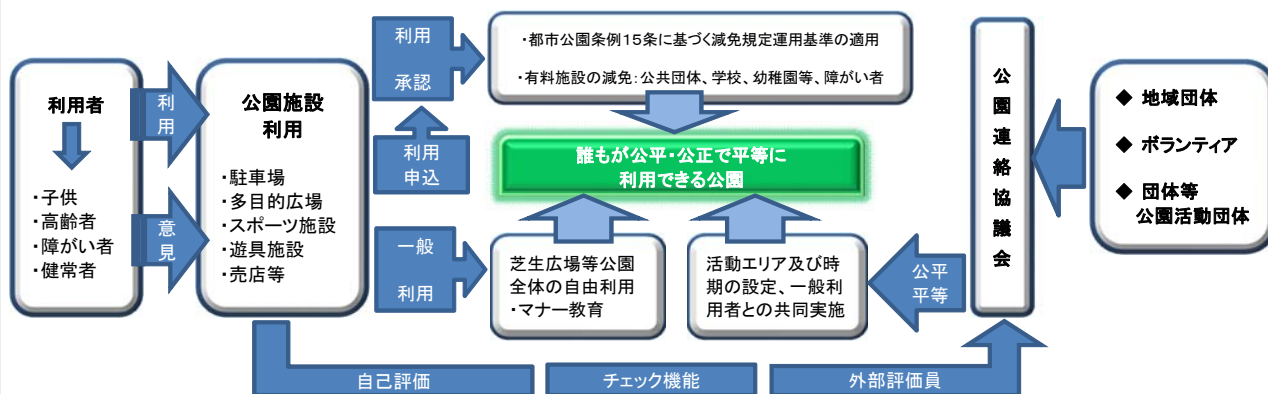 利用者
・子供
・高齢者
・障がい者
・健常者
利用
意見
公園施設
利用
・駐車場
・多目的広場
・スポーツ施設
・遊具施設
・売店等
利用
承認
利用
申込
一般
利用
・都市公園条例15条に基づく減免規定運用基準の適用
・有料施設の減免：公共団体、学校、幼稚園等、障がい者
誰もが公平・公正で平等に
利用できる公園
芝生広場等公園
全体の自由利用
・マナー教育
活動エリア及び時
期の設定、一般利
用者との共同実施
公平
平等
公園連絡協議会
◆ 地域団体
◆ ボランティア
◆ 団体等
公園活動団体
自己評価
チェック機能
外部評価員